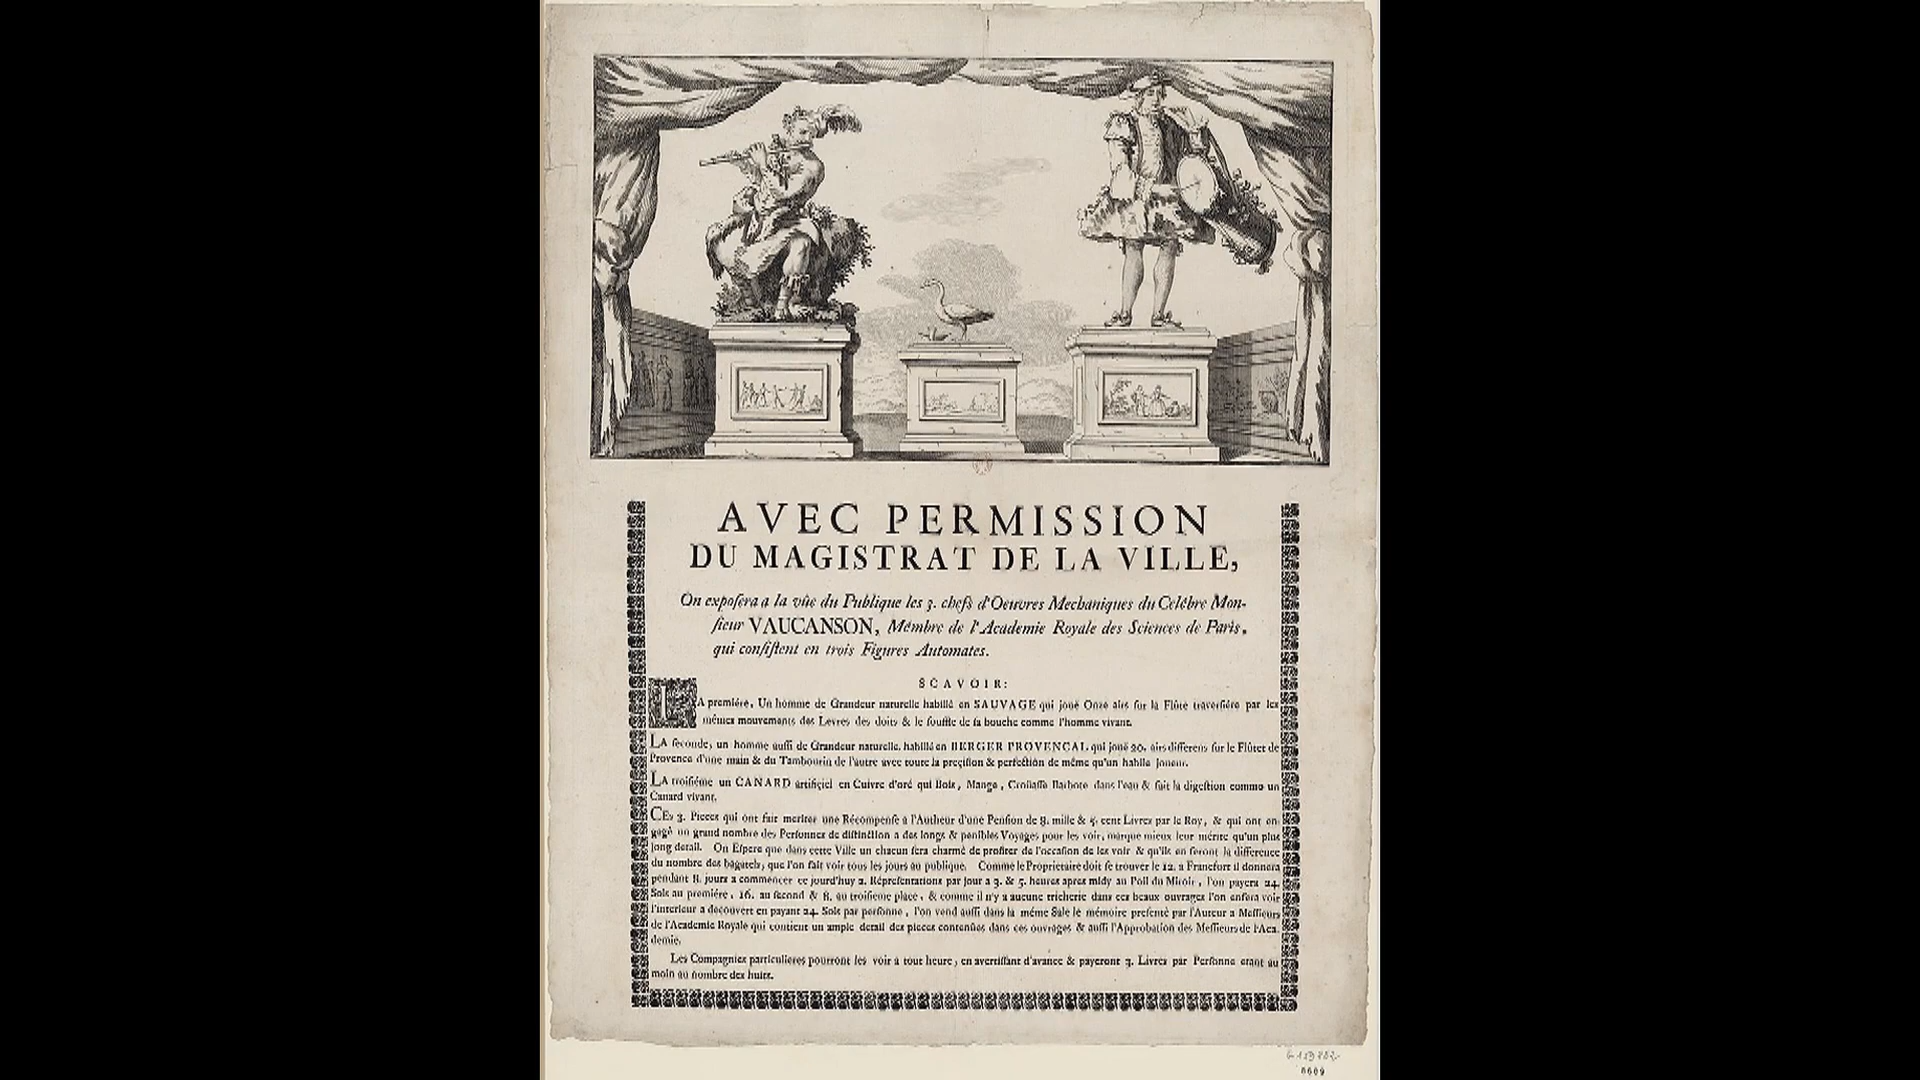 AVEC PERMISSION
DU MAGISTRAT DE LA VILLE,
On exposera a la vûe du Publique les 3. chefs d'Oeuvres Mechaniques du Celébre Mon-
sieur VAUCANSON, Mémbre de l'Academie Royale des Sciences de Paris,
qui consistent en trois Figures Automates.
SCAVOIR:
LA premiére, Un homme de Grandeur naturelle habillé en SAUVAGE qui joué Onze airs sur la Flûte traversiére par les
mêmes mouvements des Levres des doits & le souffle de sa bouche comme l'homme vivant.
LA seconde, un homme aussi de Grandeur naturelle, habillé en BERGER PROVENCAL, qui joué 20. airs differens sur le Flûtet de
Provence d'une main & du Tambourin de l'autre avec toute la precision & perfection de même qu'un habile Joueur.
LA troisiéme un CANARD artificiel en Cuivre d'oré qui Bois, Mange, Croüasse Barbote dans l'eau & fait la digestion comme un
Canard vivant.
CEs 3. Pieces qui ont fait meriter une Récompense a l'Autheur d'une Pension de 8. mille & 5. cent Livres par le Roy, & qui ont en-
gagé un grand nombre des Personnes de distinction a des longs & penibles Voyages pour les voir, marque mieux leur mérite qu'un plus
long detail. On Espere que dans cette Ville un chacun sera charmé de profiter de l'occasion de les voir & qu'ils en feront la difference
du nombre des bagatels, que l'on fait voir tous les jours au publique. Comme le Proprietaire doit se trouver le 12. a Francfort il donnera
pendant 8. jours a commencer ce jourd'huy 2. Répresentations par jour a 3. & 5. heures apres midy au Poil du Miroir, l'on payera 24.
Sols au premiére, 16. au second & 8. au troisieme place, & comme il n'y a aucune tricherie dans ces beaux ouvrages l'on en fera voir
l'interieur a decouvert en payant 24. Sols par personne, l'on vend aussi dans la méme Sale le mémoire presenté par l'Auteur a Messieurs
de l'Academie Royale qui contient un ample detail des pieces contenües dans ces ouvrages & aussi l'Approbation des Messieurs de l'Aca-
demie.
Les Compagnies particulieres pourront les voir a tout heure, en avertissant d'avance & payeront 3. Livres par Personne etant au
moin au nombre des huits.
6609